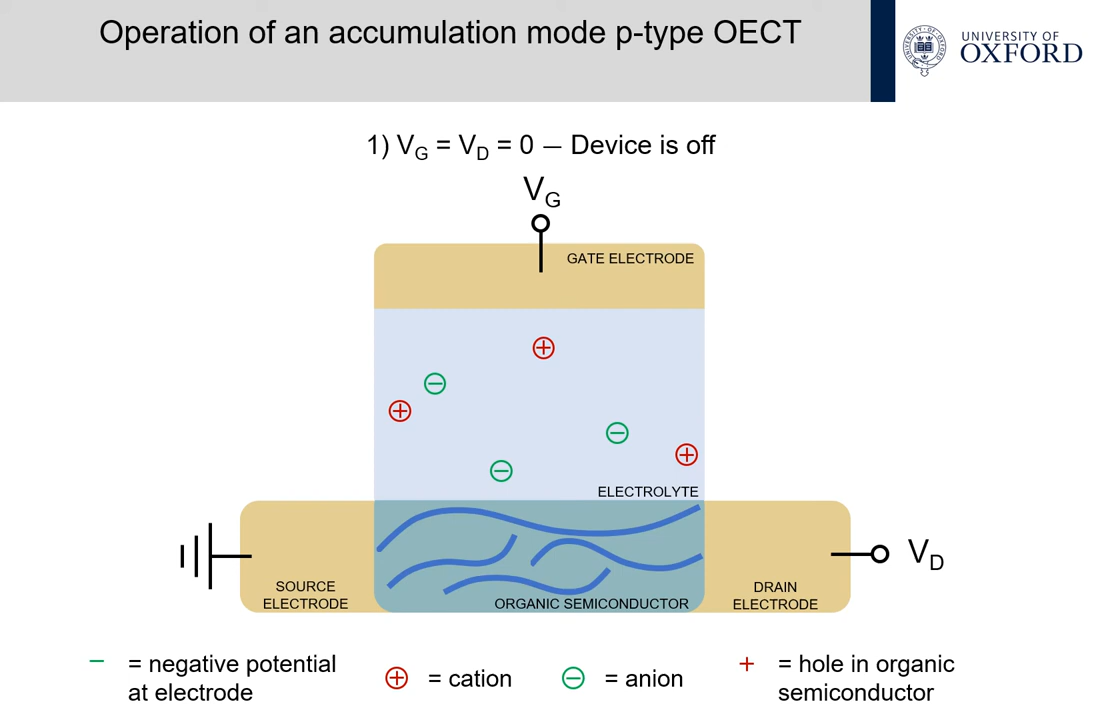 Operation of an accumulation mode p-type OECT
UNIVERSITY OF
OXFORD
1) VG = VD = 0 – Device is off
VG
GATE ELECTRODE
ELECTROLYTE
VD
SOURCE
ELECTRODE
ORGANIC SEMICONDUCTOR
DRAIN
ELECTRODE
− = negative potential
at electrode
+ = cation
− = anion
+ = hole in organic
semiconductor